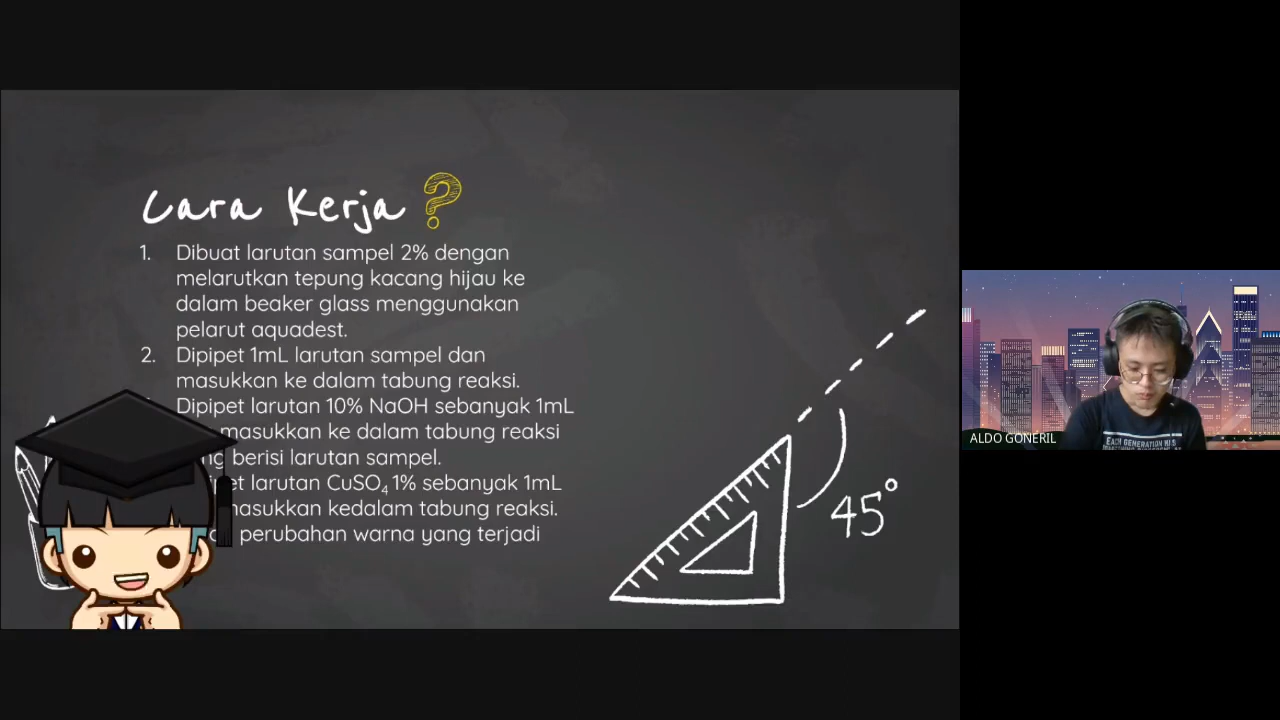 Cara Kerja ?
1. Dibuat larutan sampel 2% dengan
melarutkan tepung kacang hijau ke
dalam beaker glass menggunakan
pelarut aquadest.
2. Dipipet 1mL larutan sampel dan
masukkan ke dalam tabung reaksi.
Dipipet larutan 10% NaOH sebanyak 1mL
masukkan ke dalam tabung reaksi
berisi larutan sampel.
larutan CuSO₄ 1% sebanyak 1mL
masukkan kedalam tabung reaksi.
perubahan warna yang terjadi
45°
ALDO GONERIL
EACH GENERATION HAS